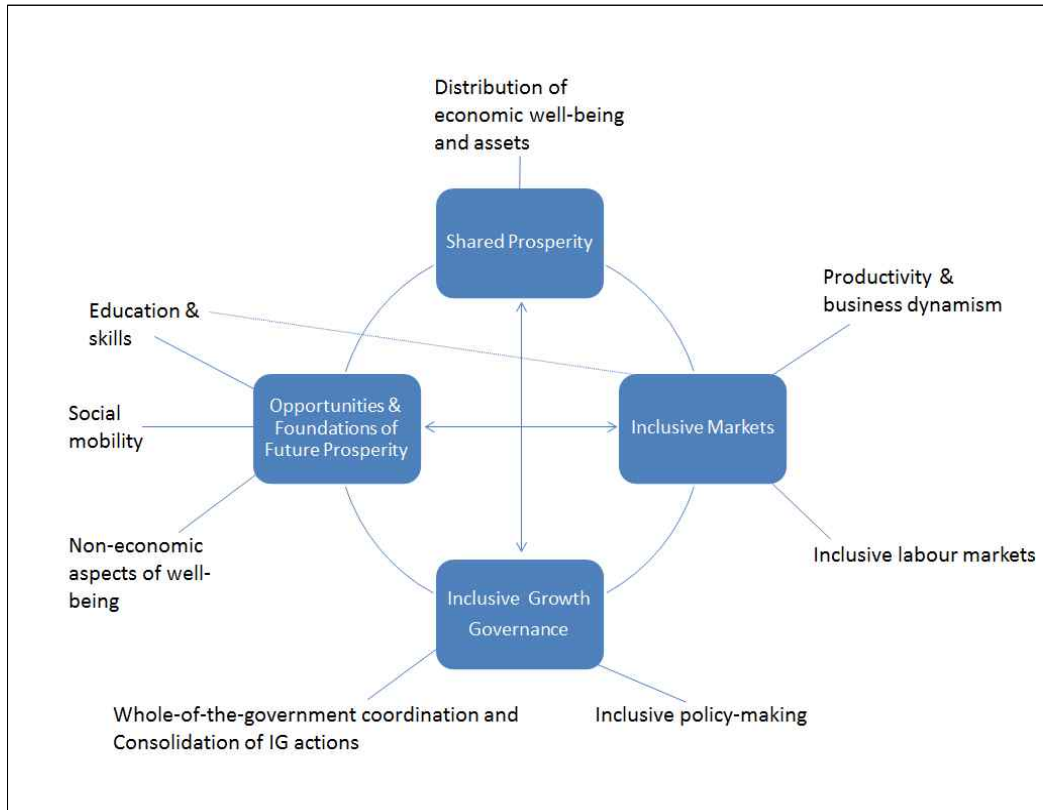 Distribution of
economic well-being
and assets
Shared Prosperity
Productivity &
business dynamism
Education &
skills
Social
mobility
Opportunities &
Foundations of
Future Prosperity
Inclusive Markets
Non-economic
aspects of well-
being
Inclusive labour markets
Inclusive Growth
Governance
Whole-of-the-government coordination and
Consolidation of IG actions
Inclusive policy-making